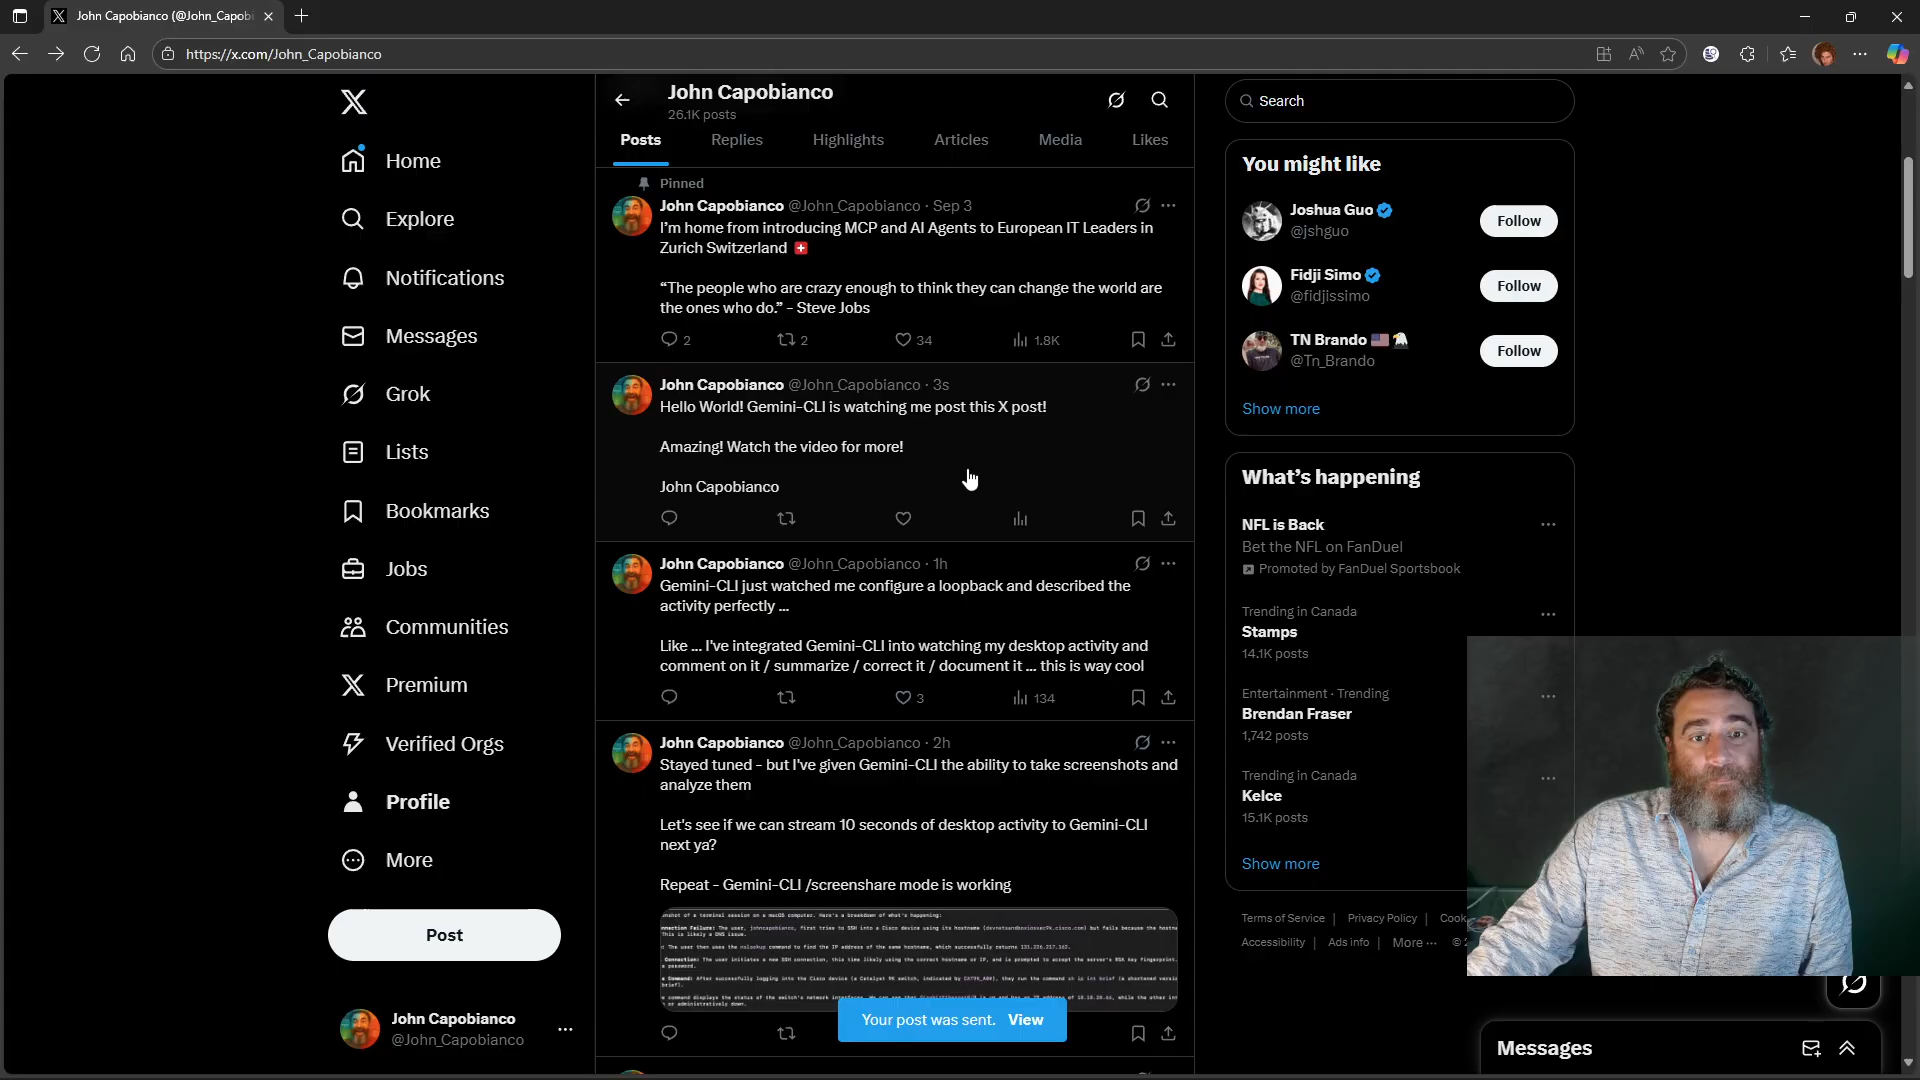 John Capobianco (@John_Capobi
https://x.com/John_Capobianco
Home
Explore
Notifications
Messages
Grok
Lists
Bookmarks
Jobs
Communities
Premium
Verified Orgs
Profile
More
Post
John Capobianco
@John_Capobianco
John Capobianco
26.1K posts
Posts
Replies
Highlights
Articles
Media
Likes
Pinned
John Capobianco @John_Capobianco · Sep 3
I'm home from introducing MCP and AI Agents to European IT Leaders in
Zurich Switzerland 🇨🇭
“The people who are crazy enough to think they can change the world are
the ones who do.” – Steve Jobs
2
2
34
1.8K
John Capobianco @John_Capobianco · 3s
Hello World! Gemini-CLI is watching me post this X post!
Amazing! Watch the video for more!
John Capobianco
John Capobianco @John_Capobianco · 1h
Gemini-CLI just watched me configure a loopback and described the
activity perfectly ...
Like ... I've integrated Gemini-CLI into watching my desktop activity and
comment on it / summarize / correct it / document it ... this is way cool
3
134
John Capobianco @John_Capobianco · 2h
Stayed tuned - but I've given Gemini-CLI the ability to take screenshots and
analyze them
Let's see if we can stream 10 seconds of desktop activity to Gemini-CLI
next ya?
Repeat - Gemini-CLI /screenshare mode is working
Your post was sent. View
Search
You might like
Joshua Guo
@jshguo
Follow
Fidji Simo
@fidjissimo
Follow
TN Brando 🇺🇸
@Tn_Brando
Follow
Show more
What's happening
NFL is Back
Bet the NFL on FanDuel
Promoted by FanDuel Sportsbook
Trending in Canada
Stamps
14.1K posts
Entertainment · Trending
Brendan Fraser
1,742 posts
Trending in Canada
Kelce
15.1K posts
Show more
Terms of Service | Privacy Policy | Cook
Accessibility | Ads info | More ··· ©
Messages